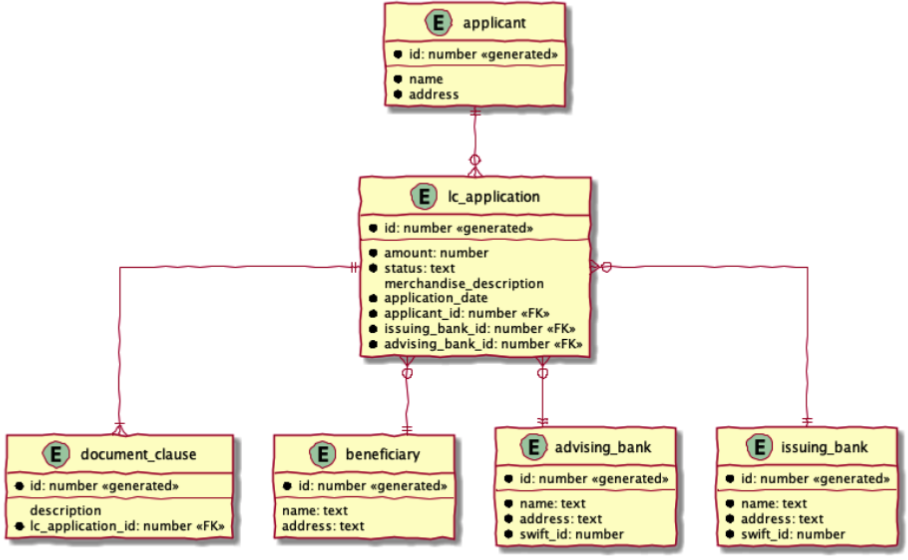 E applicant
id: number «generated»
name
address
E lc_application
id: number «generated»
amount: number
status: text
merchandise_description
application_date
applicant_id: number «FK»
issuing_bank_id: number «FK»
advising_bank_id: number «FK»
E document_clause
id: number «generated»
description
lc_application_id: number «FK»
E beneficiary
id: number «generated»
name: text
address: text
E advising_bank
id: number «generated»
name: text
address: text
swift_id: number
E issuing_bank
id: number «generated»
name: text
address: text
swift_id: number